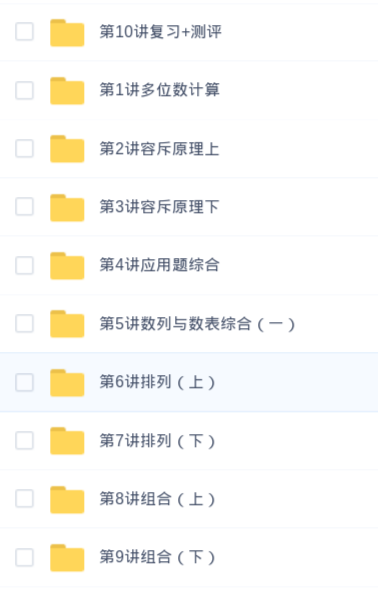 第10讲复习+测评
第1讲多位数计算
第2讲容斥原理上
第3讲容斥原理下
第4讲应用题综合
第5讲数列与数表综合（一）
第6讲排列（上）
第7讲排列（下）
第8讲组合（上）
第9讲组合（下）